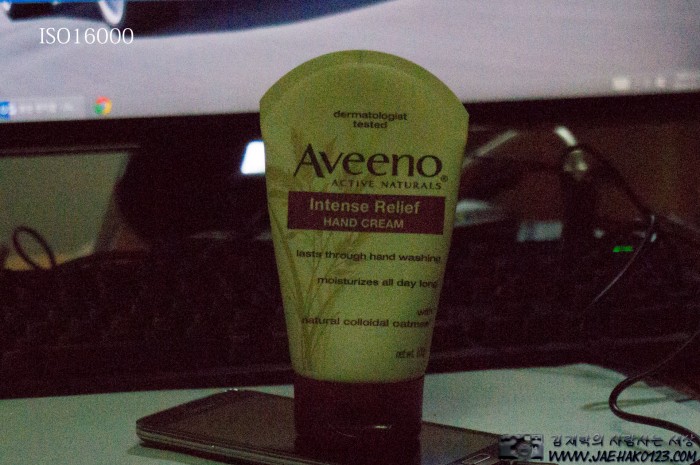 ISO16000
dermatologist
tested
Aveeno®
ACTIVE NATURALS
Intense Relief
HAND CREAM
lasts through hand washing
moisturizes all day long
with
natural colloidal oatmeal
WWW.JAEHAK0123.COM